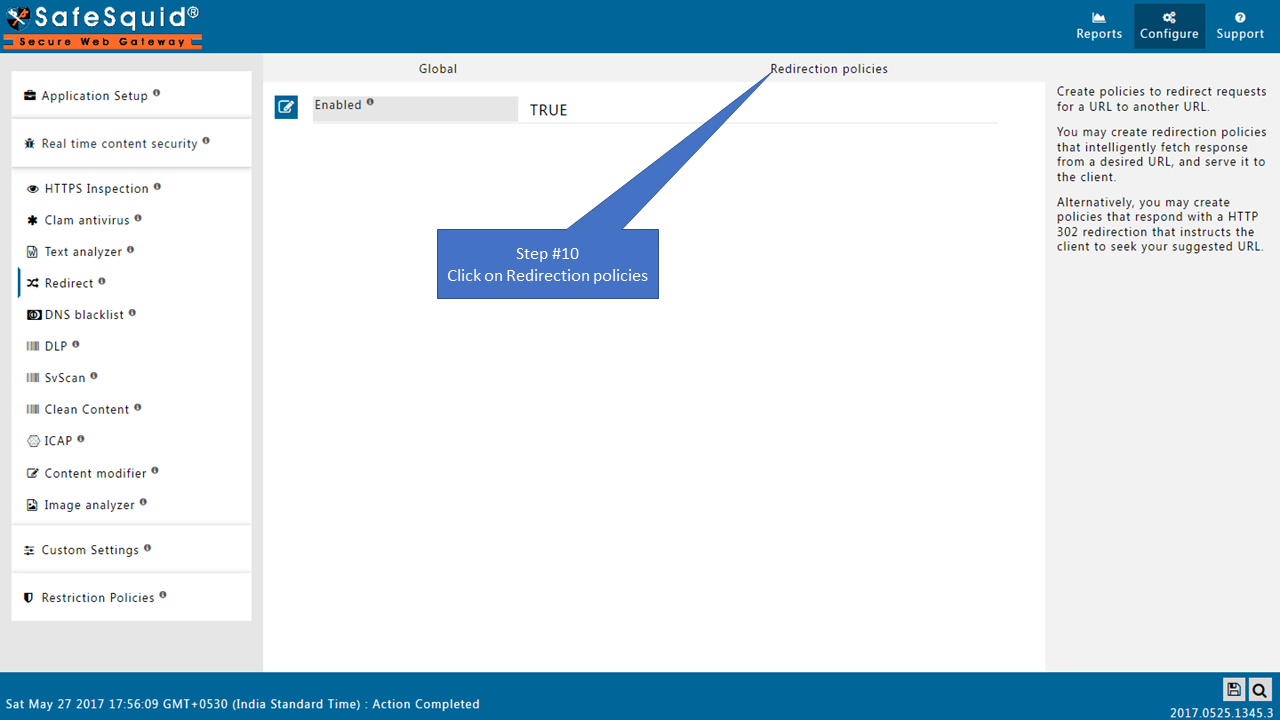 SafeSquid®
Secure Web Gateway
Reports
Configure
Support
Application Setup
Real time content security
HTTPS Inspection
Clam antivirus
Text analyzer
Redirect
DNS blacklist
DLP
SvScan
Clean Content
ICAP
Content modifier
Image analyzer
Custom Settings
Restriction Policies
Global
Redirection policies
Enabled
TRUE
Step #10
Click on Redirection policies
Create policies to redirect requests
for a URL to another URL.
You may create redirection policies
that intelligently fetch response
from a desired URL, and serve it to
the client.
Alternatively, you may create
policies that respond with a HTTP
302 redirection that instructs the
client to seek your suggested URL.
Sat May 27 2017 17:56:09 GMT+0530 (India Standard Time) : Action Completed
2017.0525.1345.3